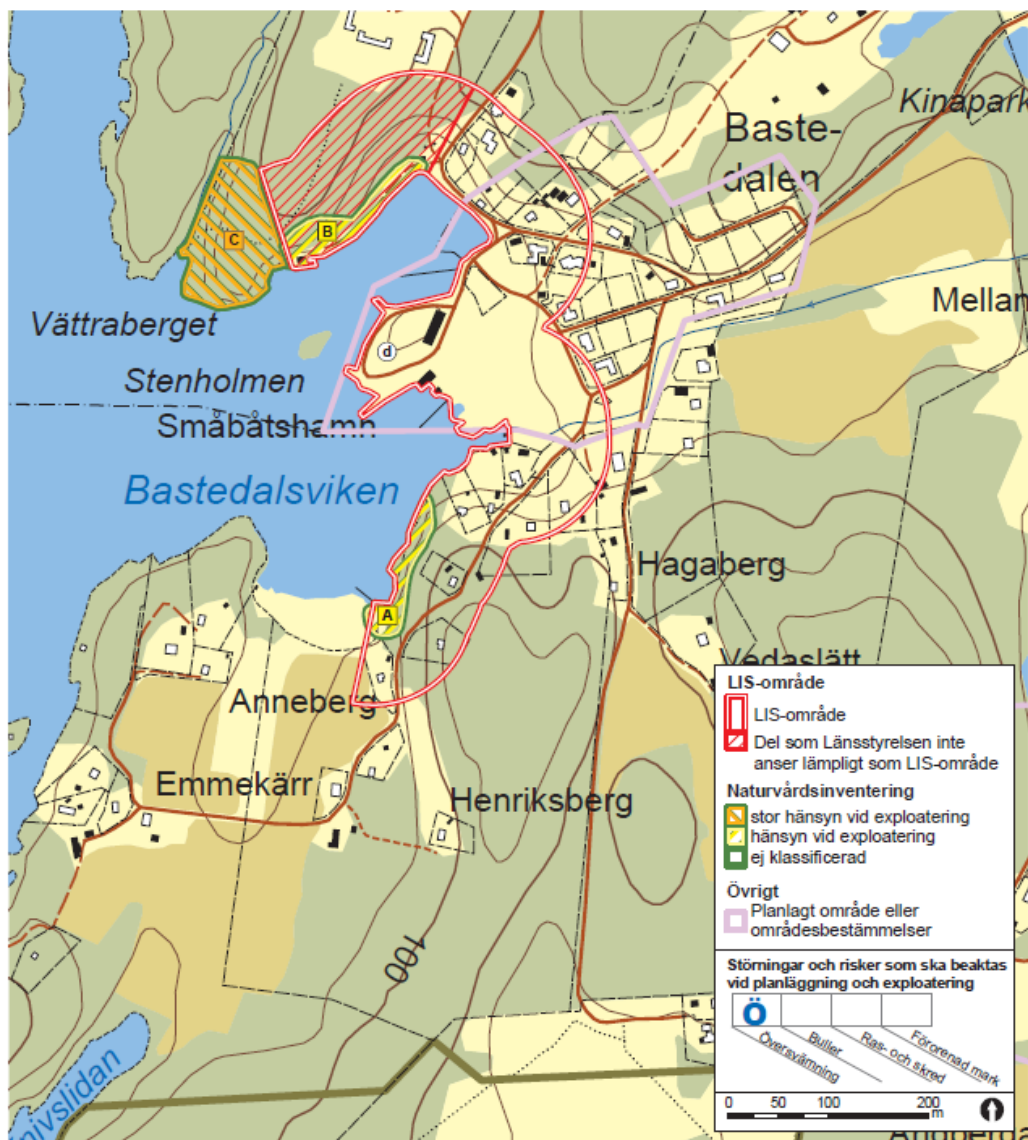 Kinapark
Baste-
dalen
B
C
Mellan
Vättraberget
d
Stenholmen
Småbåtshamn
Bastedalsviken
Hagaberg
A
Vedaslätt
Anneberg
Emmekärr
Henriksberg
100
LIS-område
LIS-område
Del som Länsstyrelsen inte
anser lämpligt som LIS-område
Naturvårdsinventering
stor hänsyn vid exploatering
hänsyn vid exploatering
ej klassificerad
Övrigt
Planlagt område eller
områdesbestämmelser
Störningar och risker som ska beaktas
vid planläggning och exploatering
Ö
Översvämning
Buller
Ras- och skred
Förorenad mark
0 50 100 200
m
nivslidan